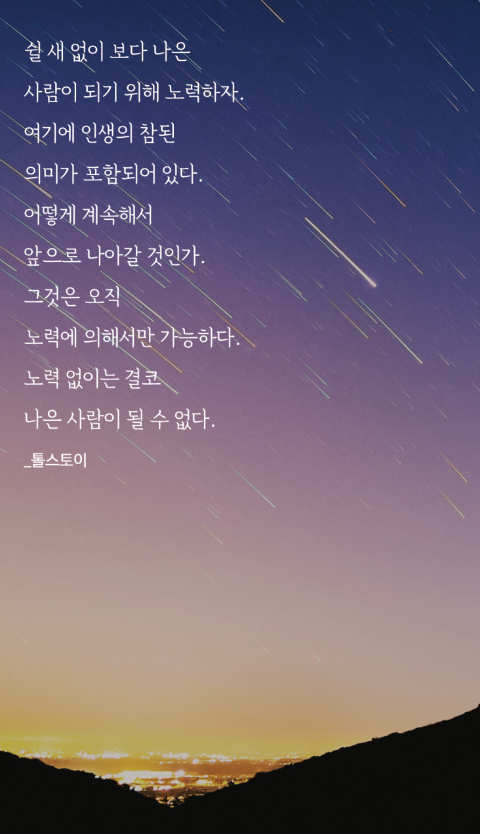 쉴 새 없이 보다 나은
사람이 되기 위해 노력하자.
여기에 인생의 참된
의미가 포함되어 있다.
어떻게 계속해서
앞으로 나아갈 것인가.
그것은 오직
노력에 의해서만 가능하다.
노력 없이는 결코
나은 사람이 될 수 없다.
_톨스토이